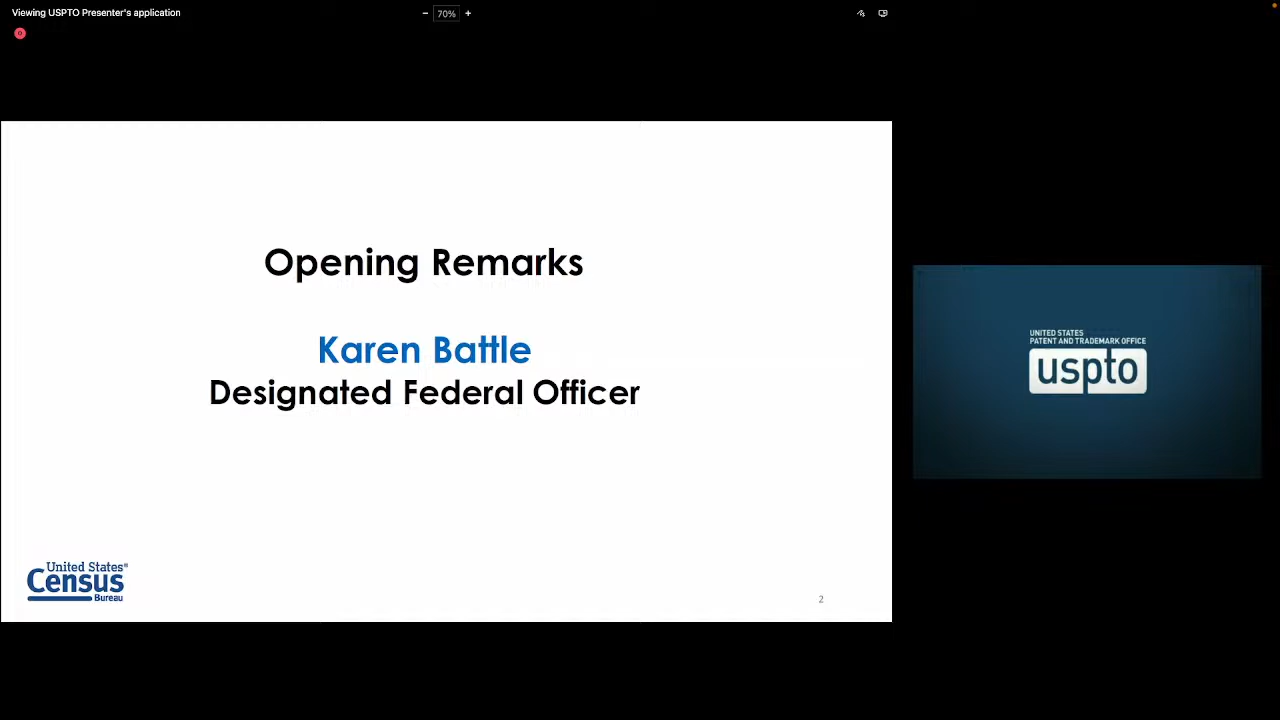 Viewing USPTO Presenter's application
− 70% +
Opening Remarks
Karen Battle
Designated Federal Officer
United States®
Census
Bureau
2
UNITED STATES
PATENT AND TRADEMARK OFFICE
uspto